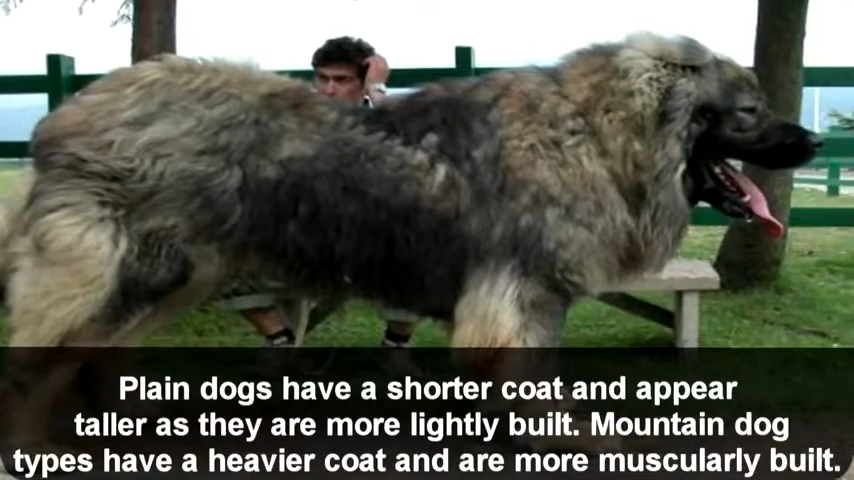 Plain dogs have a shorter coat and appear
taller as they are more lightly built. Mountain dog
types have a heavier coat and are more muscularly built.